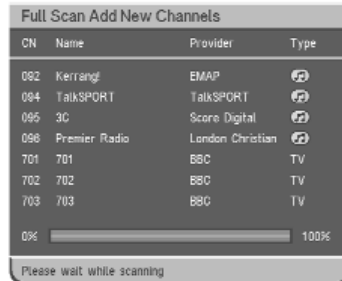 Full Scan Add New Channels
CN Name Provider Type
092 Kerrang! EMAP
094 TalkSPORT TalkSPORT
095 3C Score Digital
096 Premier Radio London Christian
701 701 BBC TV
702 702 BBC TV
703 703 BBC TV
0% 100%
Please wait while scanning